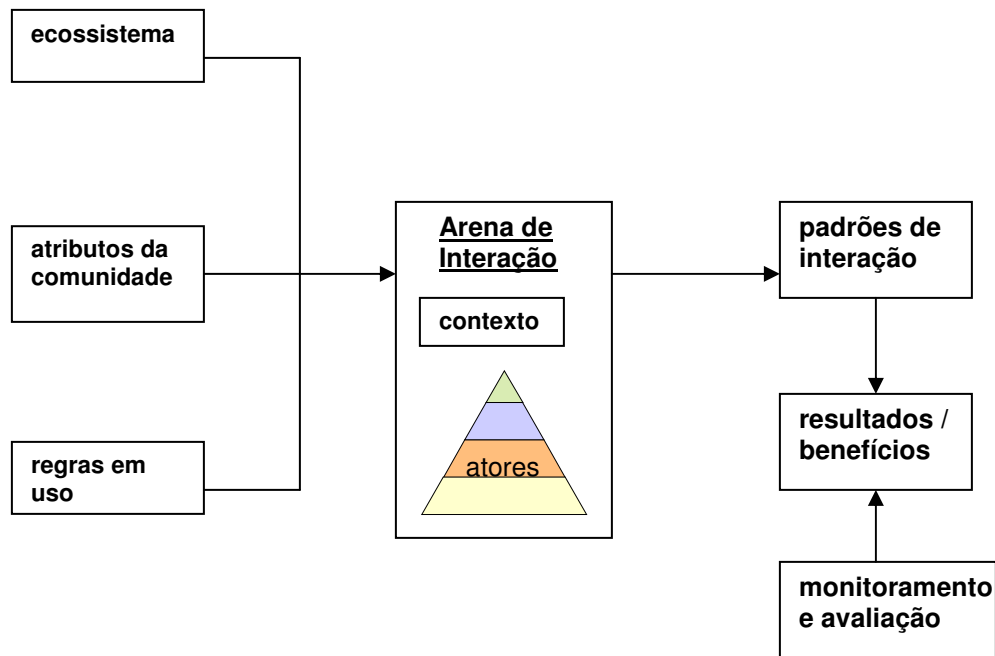 ecossistema
atributos da
comunidade
regras em
uso
Arena de
Interação
contexto
atores
padrões de
interação
resultados /
benefícios
monitoramento
e avaliação